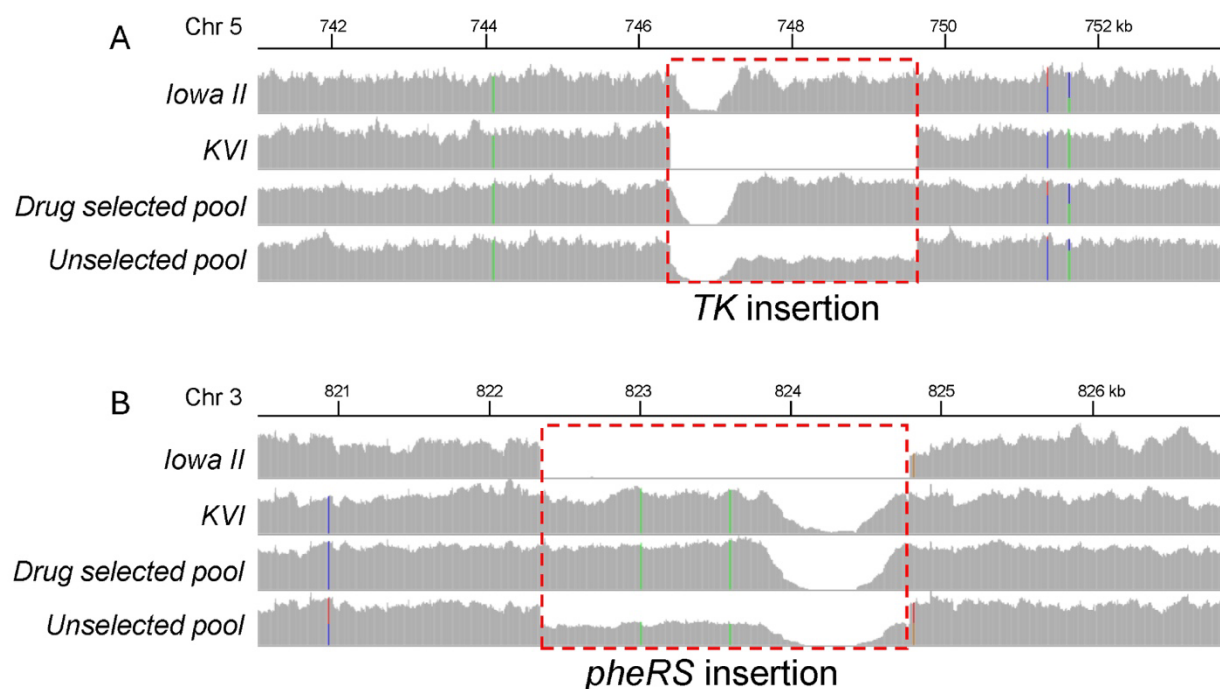 A Chr 5 742 744 746 748 750 752 kb
Iowa II
KVI
Drug selected pool
Unselected pool
TK insertion
B Chr 3 821 822 823 824 825 826 kb
Iowa II
KVI
Drug selected pool
Unselected pool
pheRS insertion